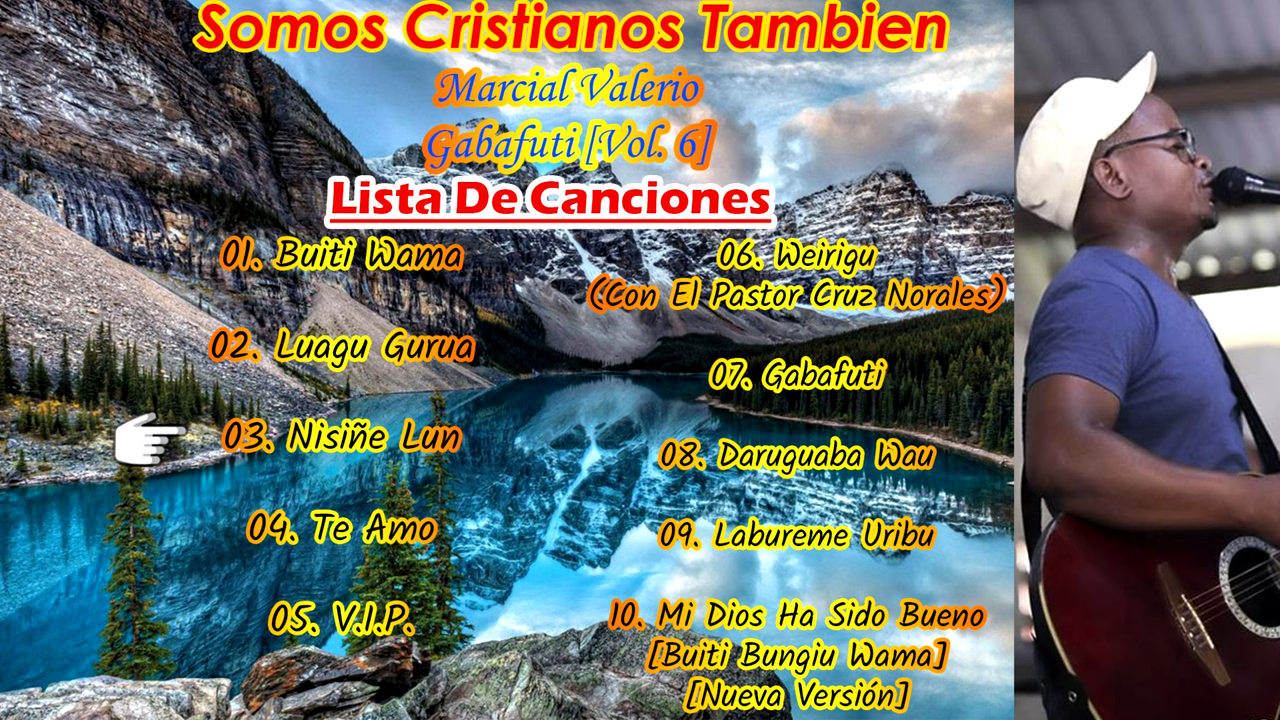 Somos Cristianos Tambien
Marcial Valerio
Gabafuti [Vol. 6]
Lista De Canciones
01. Buiti Wama
02. Luagu Gurua
03. Nisiñe Lun
04. Te Amo
05. V.I.P.
06. Weirigu
(Con El Pastor Cruz Norales)
07. Gabafuti
08. Daruguaba Wau
09. Labureme Uribu
10. Mi Dios Ha Sido Bueno
[Buiti Bungiu Wama]
[Nueva Versión]